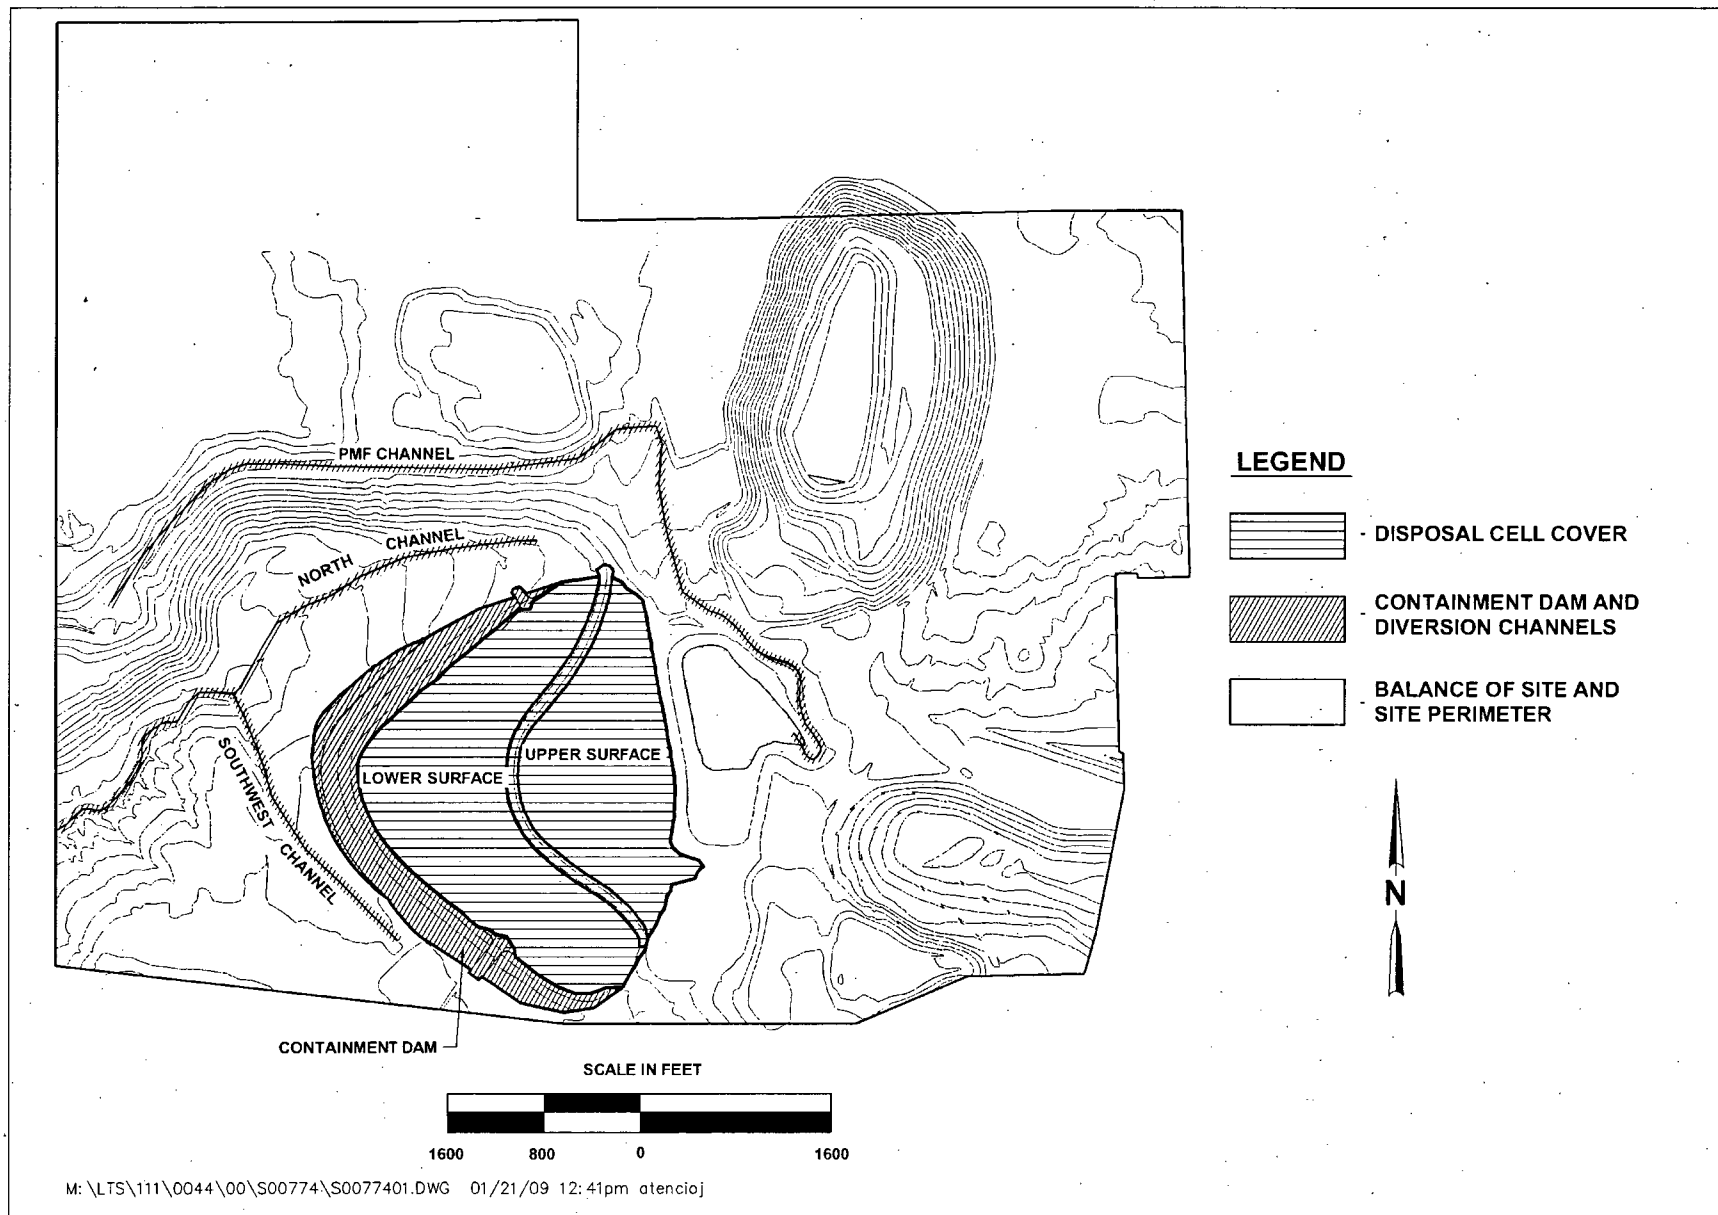 PMF CHANNEL
NORTH CHANNEL
SOUTHWEST CHANNEL
UPPER SURFACE
LOWER SURFACE
CONTAINMENT DAM
LEGEND
- DISPOSAL CELL COVER
- CONTAINMENT DAM AND
DIVERSION CHANNELS
- BALANCE OF SITE AND
SITE PERIMETER
N
SCALE IN FEET
1600 800 0 1600
M:\LTS\111\0044\00\S00774\S0077401.DWG 01/21/09 12:41pm atencioj